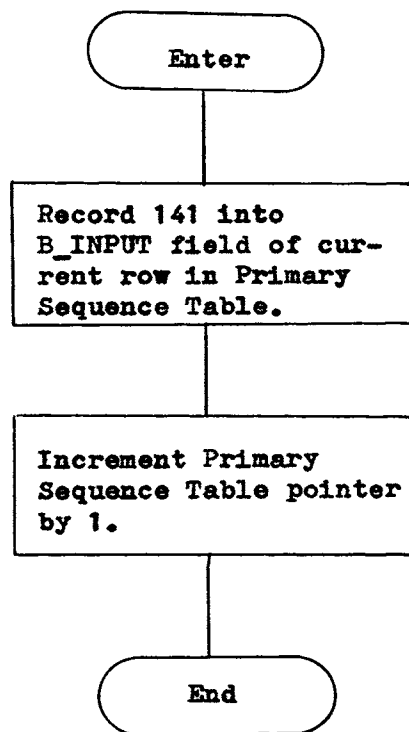 Enter
Record 141 into
B_INPUT field of cur-
rent row in Primary
Sequence Table.
Increment Primary
Sequence Table pointer
by 1.
End